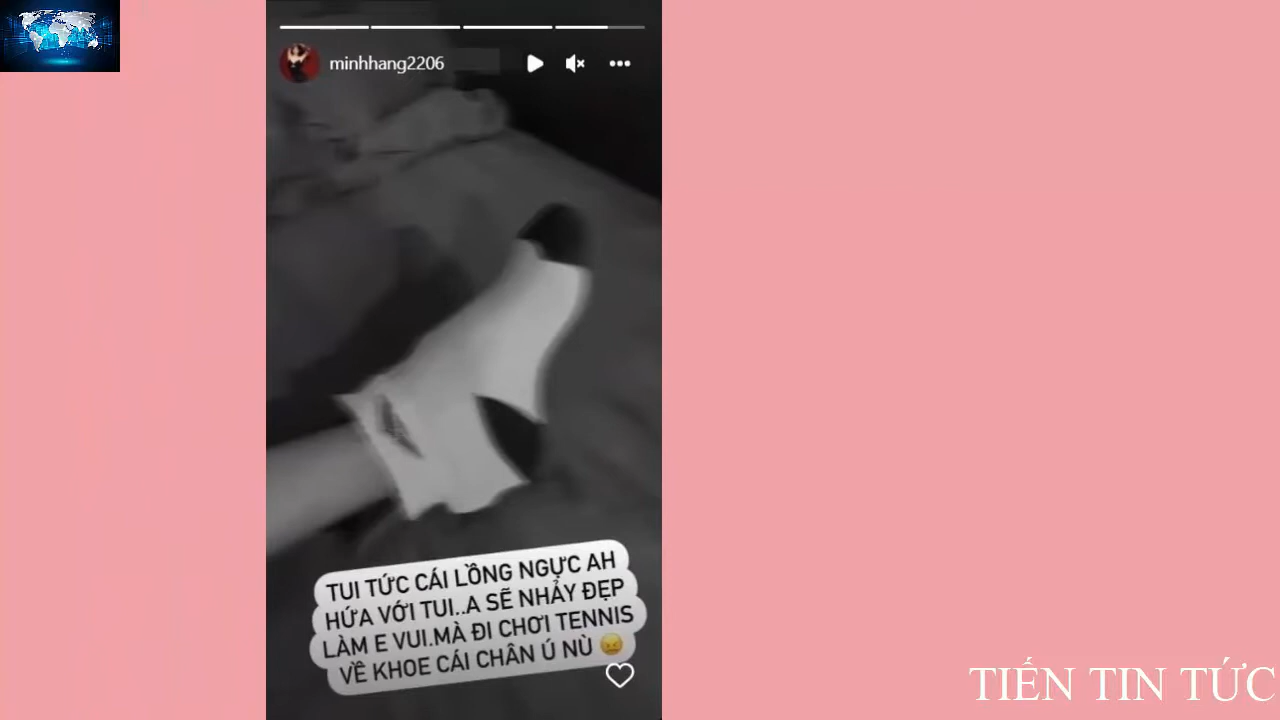 minhhang2206
TUI TỨC CÁI LỒNG NGỰC AH
HỨA VỚI TUI..A SẼ NHẢY ĐẸP
LÀM E VUI.MÀ ĐI CHƠI TENNIS
VỀ KHOE CÁI CHÂN Ú NÙ
TIẾN TIN TỨC